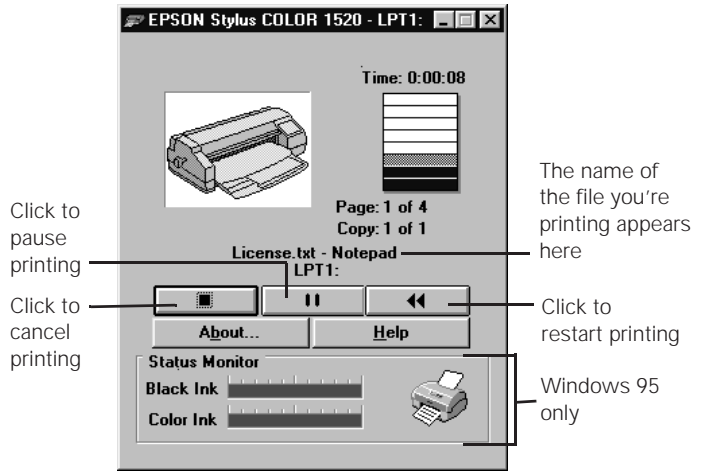 EPSON Stylus COLOR 1520 - LPT1:
Time: 0:00:08
Page: 1 of 4
Copy: 1 of 1
License.txt - Notepad
LPT1:
About...
Help
Status Monitor
Black Ink
Color Ink
Click to
pause
printing
Click to
cancel
printing
The name of
the file you’re
printing appears
here
Click to
restart printing
Windows 95
only